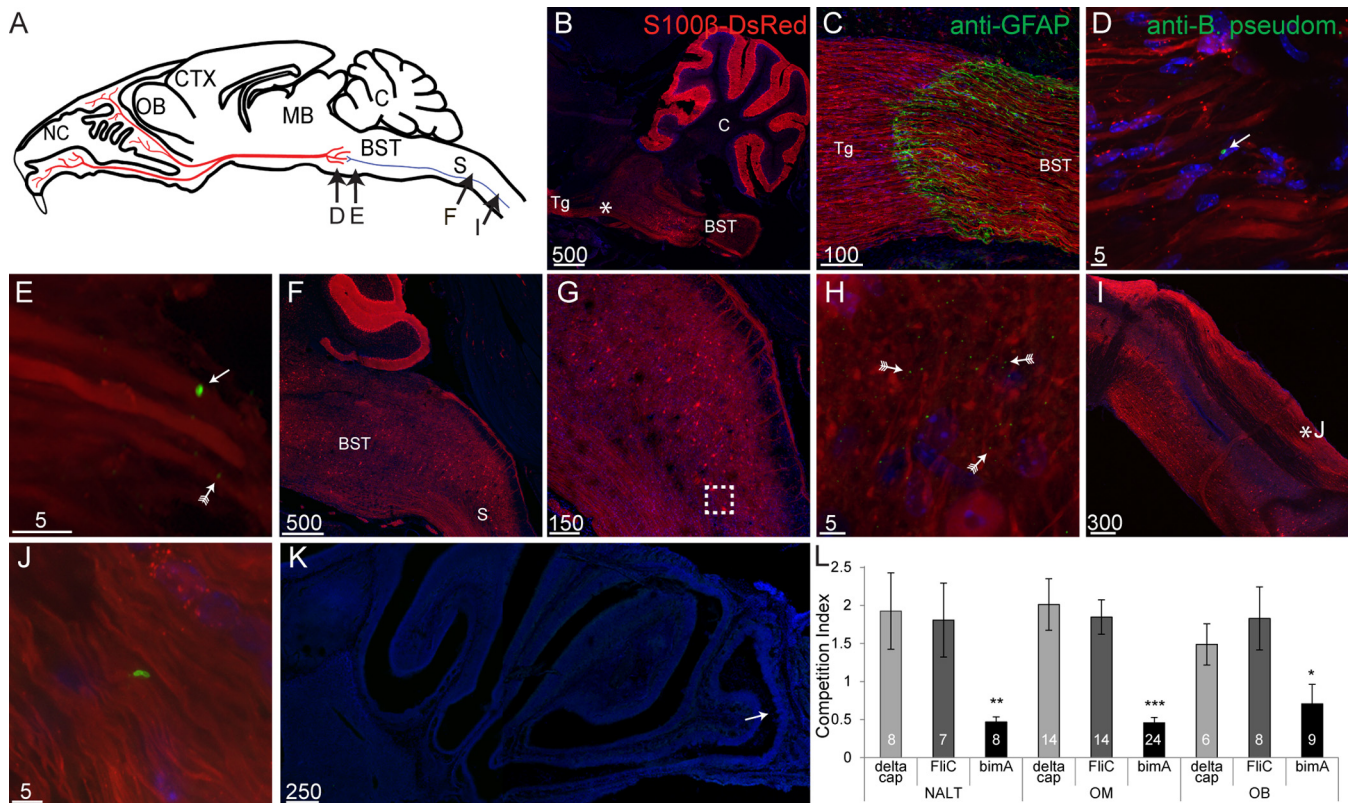 A
CTX
OB
NC
MB
C
BST
S
D E
F
I
B
S100β-DsRed
C
Tg
*
BST
500
C
anti-GFAP
Tg
BST
100
D
anti-B. pseudom.
5
E
5
F
BST
S
500
G
150
H
5
I
*J
300
J
5
K
250
L
Competition Index
2.5
2
1.5
1
0.5
0
** *** *
8 7 8 14 14 24 6 8 9
delta cap FliC bimA delta cap FliC bimA delta cap FliC bimA
NALT OM OB